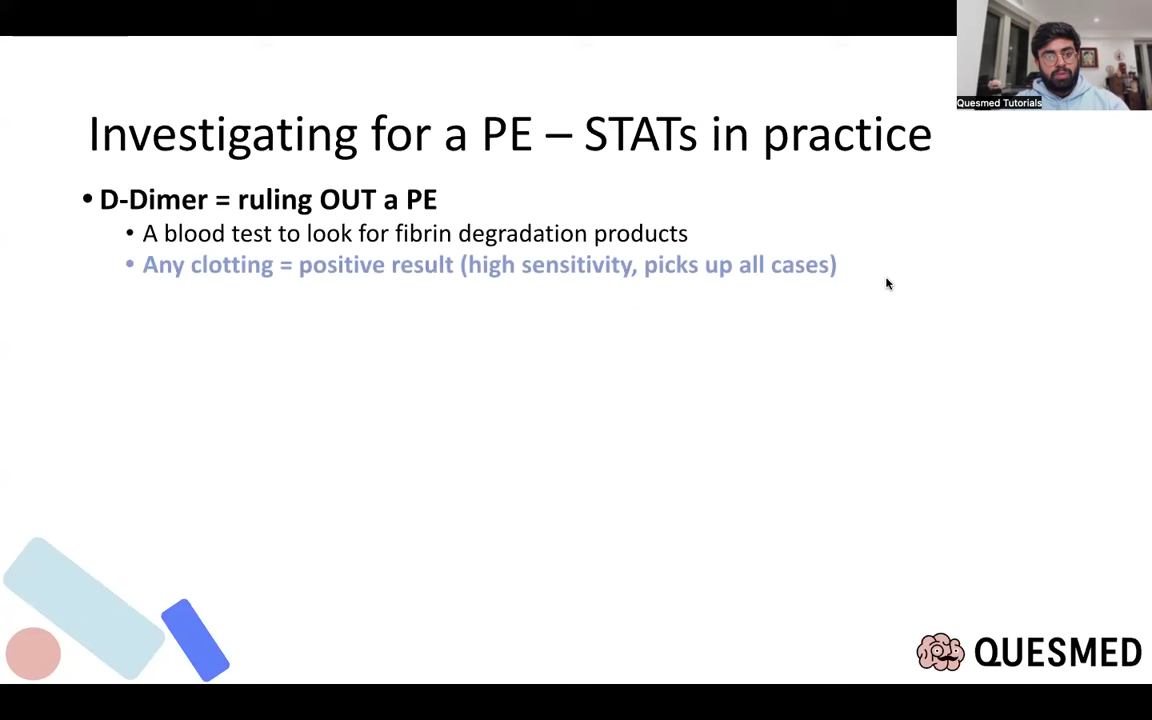 Quesmed Tutorials
Investigating for a PE – STATs in practice
• D-Dimer = ruling OUT a PE
• A blood test to look for fibrin degradation products
• Any clotting = positive result (high sensitivity, picks up all cases)
QUESMED